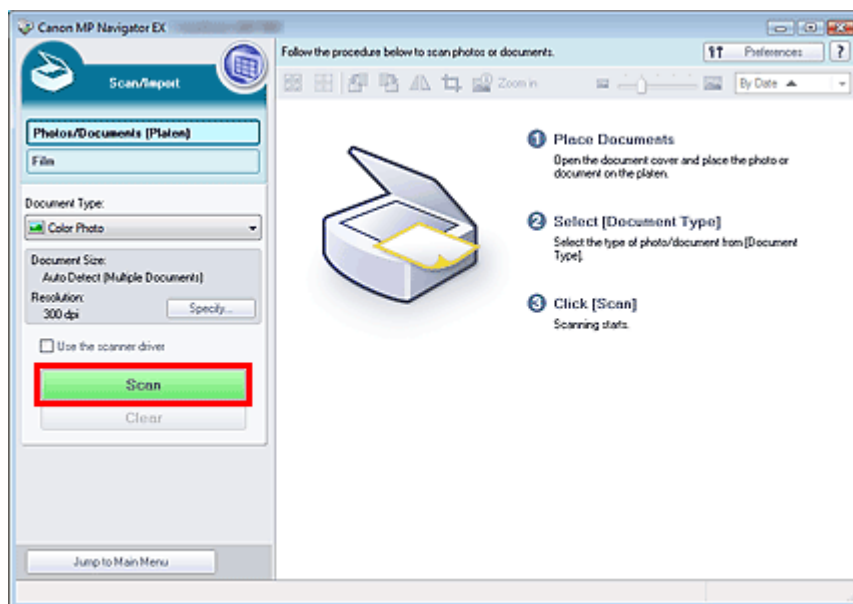 Canon MP Navigator EX
Scan/Import
Photos/Documents (Platen)
Film
Document Type:
Color Photo
Document Size:
Auto Detect (Multiple Documents)
Resolution:
300 dpi
Specify...
Use the scanner driver
Scan
Clear
Jump to Main Menu
Follow the procedure below to scan photos or documents.
Preferences
?
Zoom in
By Date
1 Place Documents
Open the document cover and place the photo or
document on the platen.
2 Select [Document Type]
Select the type of photo/document from [Document
Type].
3 Click [Scan]
Scanning starts.